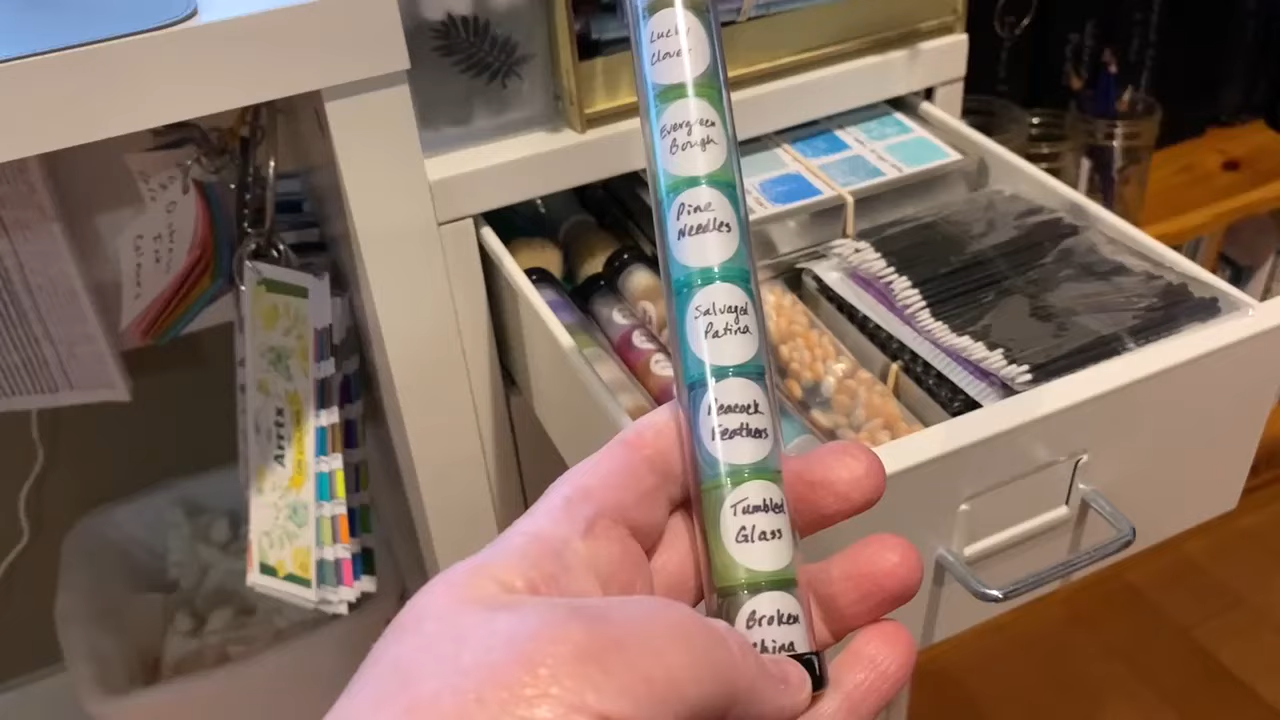 Lucky
Clover
Evergreen
Bough
Pine
Needles
Salvaged
Patina
Peacock
Feathers
Tumbled
Glass
Broken
China
Arrtx